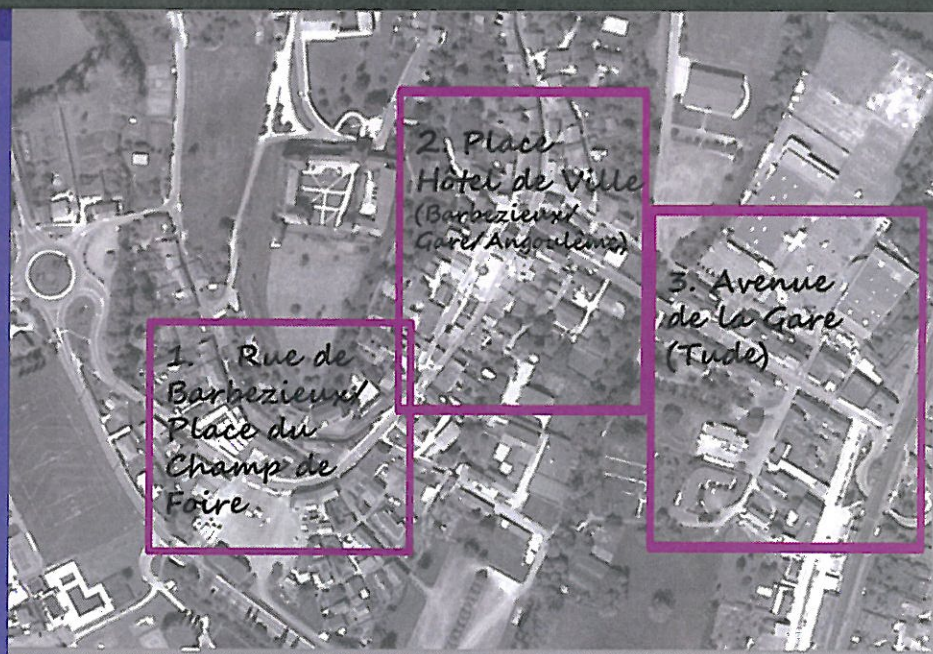 1. Rue de
Barbezieux/
Place du
Champ de
Foire
2. Place
Hôtel de Ville
(Barbezieux/
Gare/Angoulême)
3. Avenue
de la Gare
(Tude)